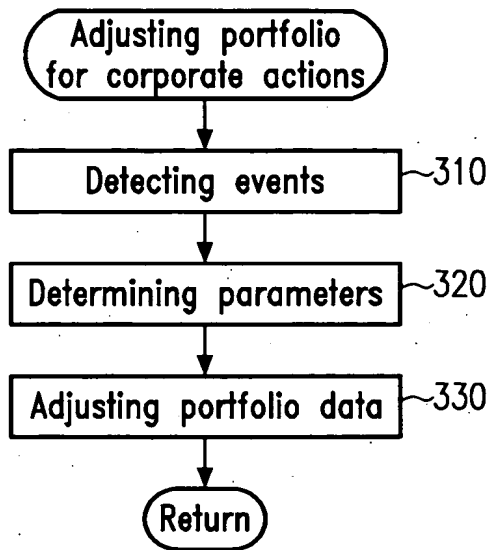 Adjusting portfolio
for corporate actions
Detecting events
310
Determining parameters
320
Adjusting portfolio data
330
Return